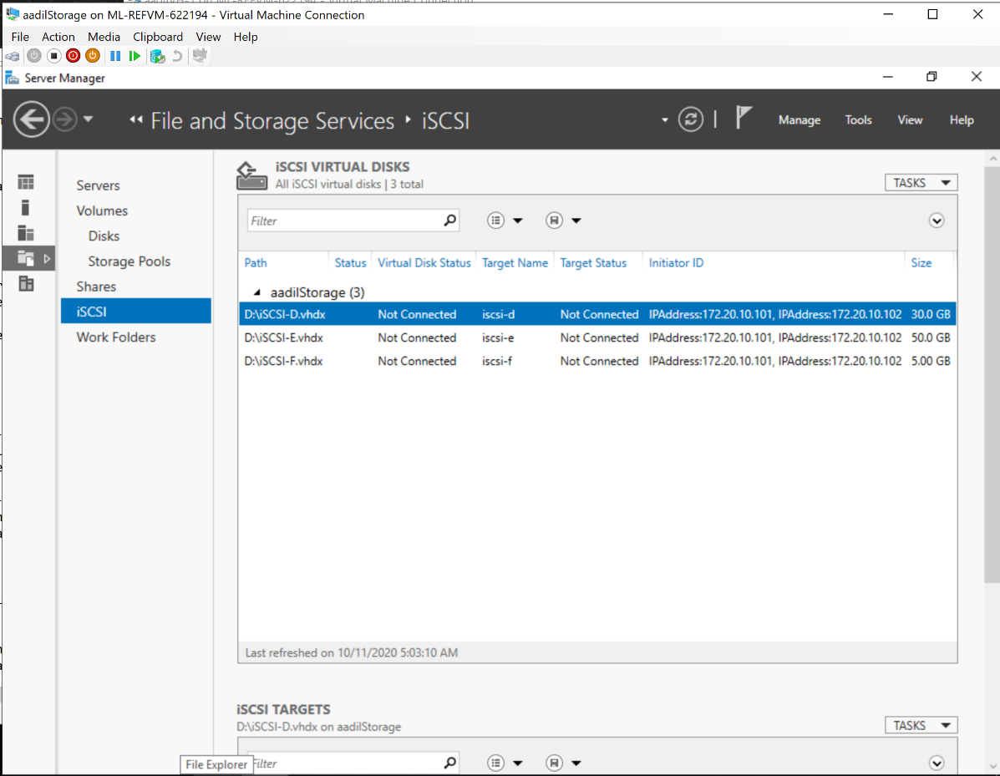 aadilStorage on ML-REFVM-622194 - Virtual Machine Connection
File Action Media Clipboard View Help
Server Manager
File and Storage Services iSCSI
Manage Tools View Help
Servers
Volumes
Disks
Storage Pools
Shares
iSCSI
Work Folders
iSCSI VIRTUAL DISKS
All iSCSI virtual disks | 3 total
TASKS
Filter
Path Status Virtual Disk Status Target Name Target Status Initiator ID Size
aadilStorage (3)
D:\iSCSI-D.vhdx Not Connected iscsi-d Not Connected IPAddress:172.20.10.101, IPAddress:172.20.10.102 30.0 GB
D:\iSCSI-E.vhdx Not Connected iscsi-e Not Connected IPAddress:172.20.10.101, IPAddress:172.20.10.102 50.0 GB
D:\iSCSI-F.vhdx Not Connected iscsi-f Not Connected IPAddress:172.20.10.101, IPAddress:172.20.10.102 5.00 GB
Last refreshed on 10/11/2020 5:03:10 AM
iSCSI TARGETS
D:\iSCSI-D.vhdx on aadilStorage
TASKS
Filter
File Explorer